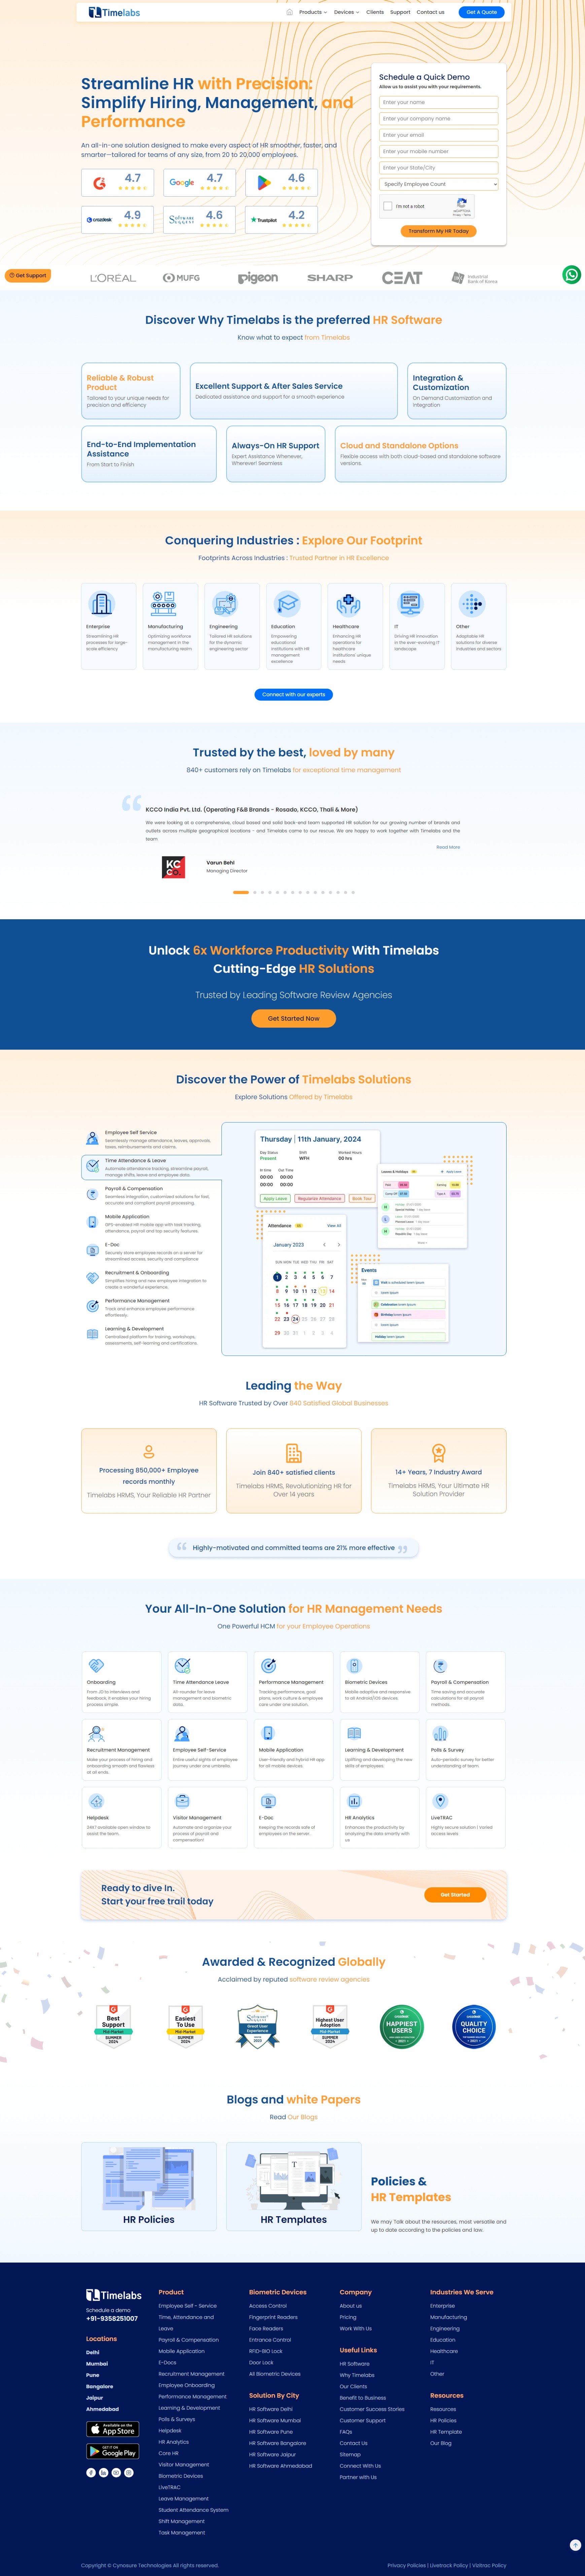 Timelabs
Products
Devices
Clients
Support
Contact us
Get A Quote
Streamline HR with Precision:
Simplify Hiring, Management, and
Performance
An all-in-one solution designed to make every aspect of HR smoother, faster, and
smarter—tailored for teams of any size, from 20 to 20,000 employees.
4.7
Google
4.7
4.6
crozdesk
4.9
Software Suggest
4.6
Trustpilot
4.2
Schedule a Quick Demo
Allow us to assist you with your requirements.
Enter your name
Enter your company name
Enter your email
Enter your mobile number
Enter your State/City
Specify Employee Count
I'm not a robot
reCAPTCHA
Privacy - Terms
Transform My HR Today
Get Support
L'ORÉAL
MUFG
pigeon
SHARP
CEAT
Industrial
Bank of Korea
Discover Why Timelabs is the preferred HR Software
Know what to expect from Timelabs
Reliable & Robust
Product
Tailored to your unique needs for
precision and efficiency
Excellent Support & After Sales Service
Dedicated assistance and support for a smooth experience
Integration &
Customization
On Demand Customization and
Integration
End-to-End Implementation
Assistance
From Start to Finish
Always-On HR Support
Expert Assistance Whenever,
Wherever! Seamless
Cloud and Standalone Options
Flexible access with both cloud-based and standalone software
versions.
Conquering Industries : Explore Our Footprint
Footprints Across Industries : Trusted Partner in HR Excellence
Enterprise
Streamlining HR
processes for large-
scale efficiency
Manufacturing
Optimizing workforce
management in the
manufacturing realm
Engineering
Tailored HR solutions
for the dynamic
engineering sector
Education
Empowering
educational
institutions with HR
management
excellence
Healthcare
Enhancing HR
operations for
healthcare
institutions' unique
needs
IT
Driving HR innovation
in the ever-evolving IT
landscape
Other
Adaptable HR
solutions for diverse
industries and sectors
Connect with our experts
Trusted by the best, loved by many
840+ customers rely on Timelabs for exceptional time management
KCCO India Pvt. Ltd. (Operating F&B Brands - Rosado, KCCO, Thali & More)
We were looking at a comprehensive, cloud based and solid back-end team supported HR solution for our growing number of brands and
outlets across multiple geographical locations - and Timelabs came to our rescue. We are happy to work together with Timelabs and the
team
Read More
KC
CO.
Varun Behl
Managing Director
Unlock 6x Workforce Productivity With Timelabs
Cutting-Edge HR Solutions
Trusted by Leading Software Review Agencies
Get Started Now
Discover the Power of Timelabs Solutions
Explore Solutions Offered by Timelabs
Employee Self Service
Seamlessly manage attendance, leaves, approvals,
taxes, reimbursements and claims.
Time Attendance & Leave
Automate attendance tracking, streamline payroll,
manage shifts, leave and employee data.
Payroll & Compensation
Seamless integration, customized solutions for fast,
accurate and compliant payroll processing.
Mobile Application
GPS-enabled HR mobile app with task tracking,
attendance, payroll and top security features.
E-Doc
Securely store employee records on a server for
streamlined access, security and compliance
Recruitment & Onboarding
Simplify hiring and new employee integration to
create a wonderful experience
Performance Management
Track and enhance employee performance
effortlessly
Learning & Development
Centralized platform for training, workshops,
assessments, self-learning and certifications.
Thursday | 11th January, 2024
Day Status
Present
Shift
WFH
Worked Hours
00 hrs
In time
Out Time
00:00
00:00
00:00
00:00
Apply Leave
Regularize Attendance
Book Tour
Leaves & Holidays
Apply Leave
Attendance
View All
January 2023
SUN MON TUE WED THU FRI SAT
1 2 3 4 5 6 7
8 9 10 11 12 13 14
15 16 17 18 19 20 21
22 23 24 25 26 27 28
29 30 31 1 2 3 4
Events
Celebration lorem ipsum
Birthday lorem ipsum
Holiday lorem ipsum
Leading the Way
HR Software Trusted by Over 840 Satisfied Global Businesses
Processing 850,000+ Employee
records monthly
Timelabs HRMS, Your Reliable HR Partner
Join 840+ satisfied clients
Timelabs HRMS, Revolutionizing HR for
Over 14 years
14+ Years, 7 Industry Award
Timelabs HRMS, Your Ultimate HR
Solution Provider
Highly-motivated and committed teams are 21% more effective
Your All-In-One Solution for HR Management Needs
One Powerful HCM for your Employee Operations
Onboarding
From JD to interviews and
feedback, it enables your hiring
process simple.
Time Attendance Leave
All-rounder for leave
management and biometric
data.
Performance Management
Tracking performance, goal
plans, work culture & employee
care under one solution.
Biometric Devices
Mobile adaptive and responsive
to all Android/IOS devices
Payroll & Compensation
Time saving and accurate
calculations for all payroll
methods.
Recruitment Management
Make your process of hiring and
onboarding smooth and flawless
at all ends.
Employee Self-Service
Entire useful sights of employee
journey under one umbrella.
Mobile Application
User-friendly and hybrid HR app
for all mobile devices.
Learning & Development
Uplifting and developing the new
skills of employees.
Polls & Survey
Auto-periodic survey for better
understanding of team.
Helpdesk
24X7 available open window to
assist the team.
Visitor Management
Automate and organize your
process of payroll and
compensation!
E-Doc
Keeping the records safe of
employees on the server.
HR Analytics
Enhances the productivity by
analyzing the data smartly with
us
LiveTRAC
Highly secure solution | Varied
access levels
Ready to dive In.
Start your free trail today
Get Started
Awarded & Recognized Globally
Acclaimed by reputed software review agencies
Best
Support
Mid-Market
SUMMER
2024
Easiest
To Use
Mid-Market
SUMMER
2024
Software Suggest
Great User
Experience
2023
Highest User
Adoption
Mid-Market
SUMMER
2024
crozdesk
HAPPIEST
USERS
2021
crozdesk
QUALITY
CHOICE
2021
Blogs and white Papers
Read Our Blogs
HR Policies
HR Templates
Policies &
HR Templates
We may Talk about the resources, most versatile and
up to date according to the policies and law.
Timelabs
Schedule a demo
+91-9358251007
Locations
Delhi
Mumbai
Pune
Bangalore
Jaipur
Ahmedabad
Available on the
App Store
GET IT ON
Google Play
Product
Employee Self - Service
Time, Attendance and
Leave
Payroll & Compensation
Mobile Application
E-Docs
Recruitment Management
Employee Onboarding
Performance Management
Learning & Development
Polls & Surveys
Helpdesk
HR Analytics
Core HR
Visitor Management
Biometric Devices
LiveTRAC
Leave Management
Student Attendance System
Shift Management
Task Management
Biometric Devices
Access Control
Fingerprint Readers
Face Readers
Entrance Control
RFID-BIO Lock
Door Lock
All Biometric Devices
Solution By City
HR Software Delhi
HR Software Mumbai
HR Software Pune
HR Software Bangalore
HR Software Jaipur
HR Software Ahmedabad
Company
About us
Pricing
Work With Us
Useful Links
HR Software
Why Timelabs
Our Clients
Benefit to Business
Customer Success Stories
Customer Support
FAQs
Contact Us
Sitemap
Connect With Us
Partner with Us
Industries We Serve
Enterprise
Manufacturing
Engineering
Education
Healthcare
IT
Other
Resources
Resources
HR Policies
HR Template
Our Blog
Copyright © Cynosure Technologies All rights reserved.
Privacy Policies | Livetrack Policy | Vizitrac Policy